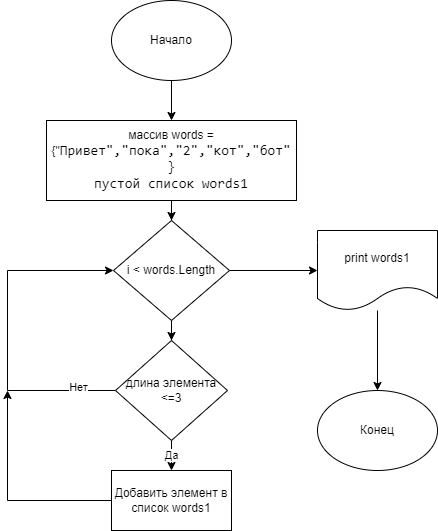 Начало
массив words =
{"Привет","пока","2","кот","бот"
}
пустой список words1
i < words.Length
print words1
длина элемента
<=3
Нет
Конец
Да
Добавить элемент в
список words1